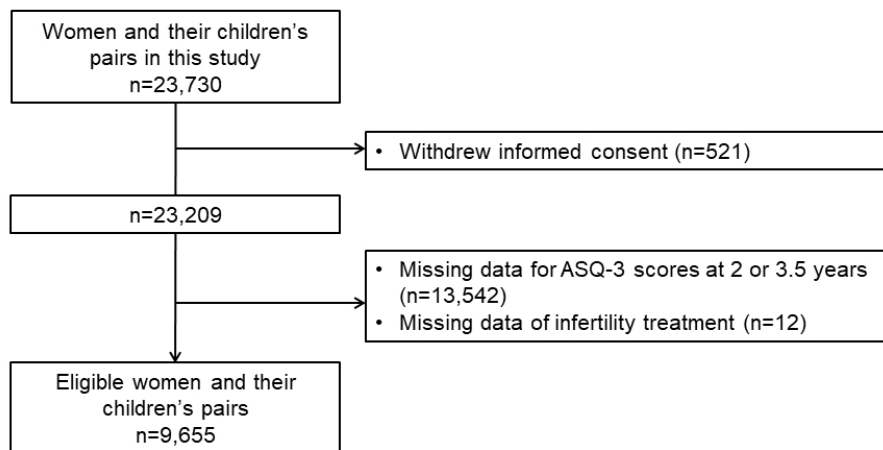 Women and their children's
pairs in this study
n=23,730
• Withdrew informed consent (n=521)
n=23,209
• Missing data for ASQ-3 scores at 2 or 3.5 years
(n=13,542)
• Missing data of infertility treatment (n=12)
Eligible women and their
children's pairs
n=9,655